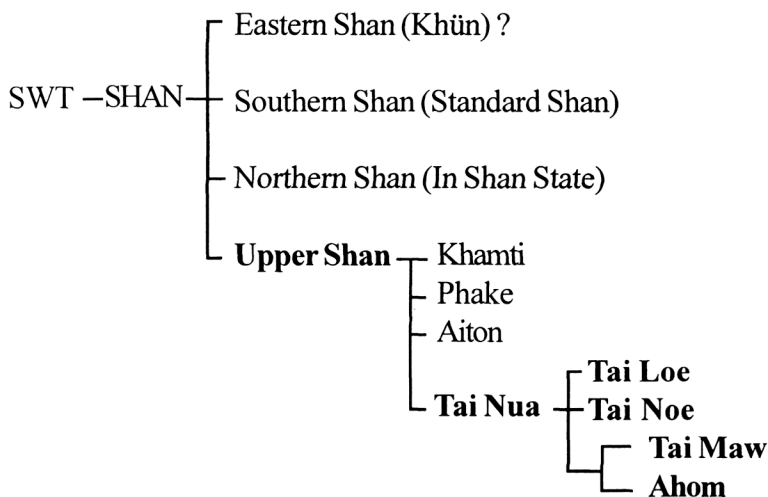 Eastern Shan (Khün) ?
SWT SHAN Southern Shan (Standard Shan)
Northern Shan (In Shan State)
Upper Shan Khamti
Phake
Aiton
Tai Loe
Tai Nua Tai Noe
Tai Maw
Ahom